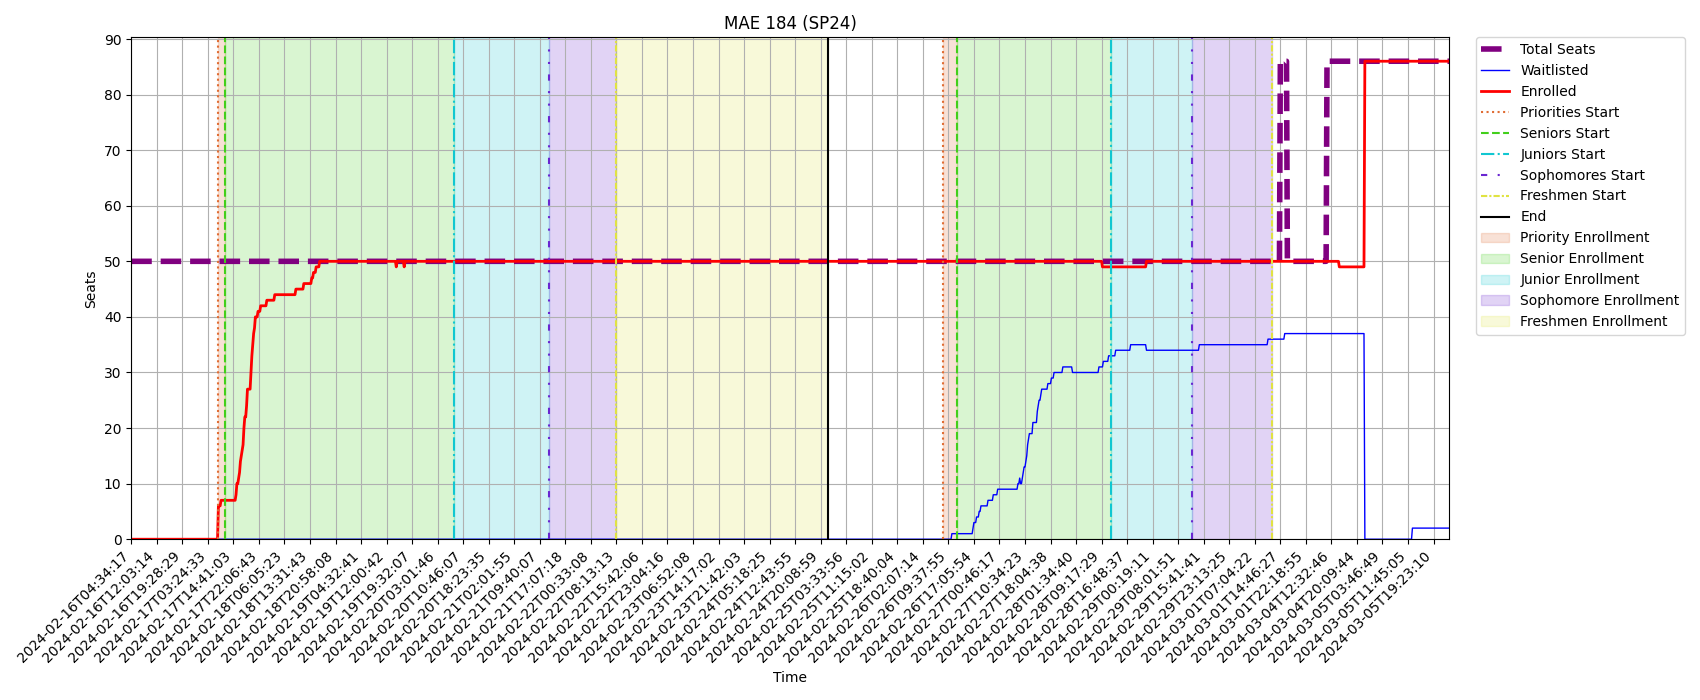 MAE 184 (SP24)
90
80
70
60
50
40
30
20
10
0
Seats
2024-02-16T04:34:17
2024-02-16T12:03:14
2024-02-16T19:28:29
2024-02-17T03:24:33
2024-02-17T14:41:03
2024-02-17T22:06:43
2024-02-18T06:05:23
2024-02-18T13:31:43
2024-02-18T20:58:08
2024-02-19T04:32:41
2024-02-19T12:00:42
2024-02-19T19:32:07
2024-02-20T03:01:46
2024-02-20T10:46:07
2024-02-20T18:23:35
2024-02-21T02:01:55
2024-02-21T09:40:07
2024-02-21T17:07:18
2024-02-22T00:33:08
2024-02-22T08:13:13
2024-02-22T15:42:06
2024-02-22T23:04:16
2024-02-23T06:52:08
2024-02-23T14:17:02
2024-02-23T21:42:03
2024-02-24T05:18:25
2024-02-24T12:43:55
2024-02-24T20:08:59
2024-02-25T03:33:56
2024-02-25T11:15:02
2024-02-25T18:40:04
2024-02-26T02:07:14
2024-02-26T09:37:55
2024-02-26T17:05:54
2024-02-27T00:46:17
2024-02-27T10:34:23
2024-02-27T18:04:38
2024-02-28T01:34:40
2024-02-28T09:17:29
2024-02-28T16:48:37
2024-02-29T00:19:11
2024-02-29T08:01:51
2024-02-29T15:41:41
2024-02-29T23:13:25
2024-03-01T07:04:22
2024-03-01T14:46:27
2024-03-01T22:18:55
2024-03-04T12:32:46
2024-03-04T20:09:44
2024-03-05T03:46:49
2024-03-05T11:45:05
2024-03-05T19:23:10
Time
Total Seats
Waitlisted
Enrolled
Priorities Start
Seniors Start
Juniors Start
Sophomores Start
Freshmen Start
End
Priority Enrollment
Senior Enrollment
Junior Enrollment
Sophomore Enrollment
Freshmen Enrollment